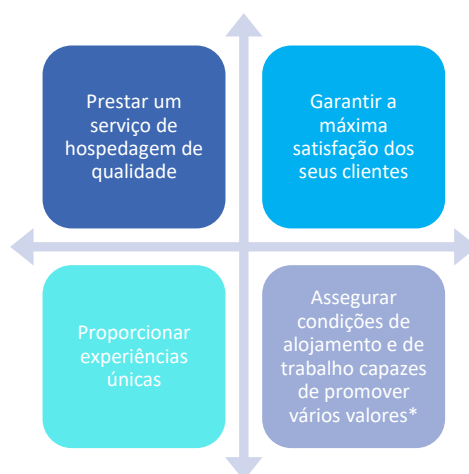 Prestar um
serviço de
hospedagem de
qualidade
Garantir a
máxima
satisfação dos
seus clientes
Proporcionar
experiências
únicas
Assegurar
condições de
alojamento e de
trabalho capazes
de promover
vários valores*